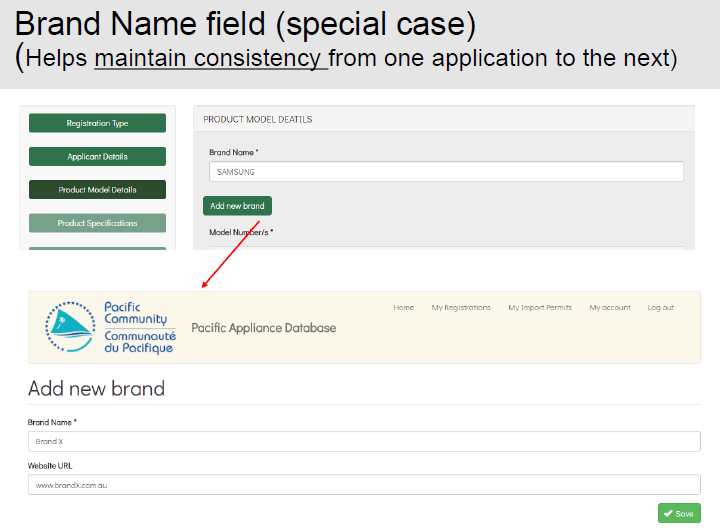 Brand Name field (special case)
(Helps maintain consistency from one application to the next)
Registration Type
Applicant Details
Product Model Details
Product Specifications
PRODUCT MODEL DEATILS
Brand Name *
SAMSUNG
Add new brand
Model Number/s *
Pacific
Community
Communauté
du Pacifique
Pacific Appliance Database
Home My Registrations My Import Permits My account Log out
Add new brand
Brand Name *
Brand X
Website URL
www.brandX.com.au
Save